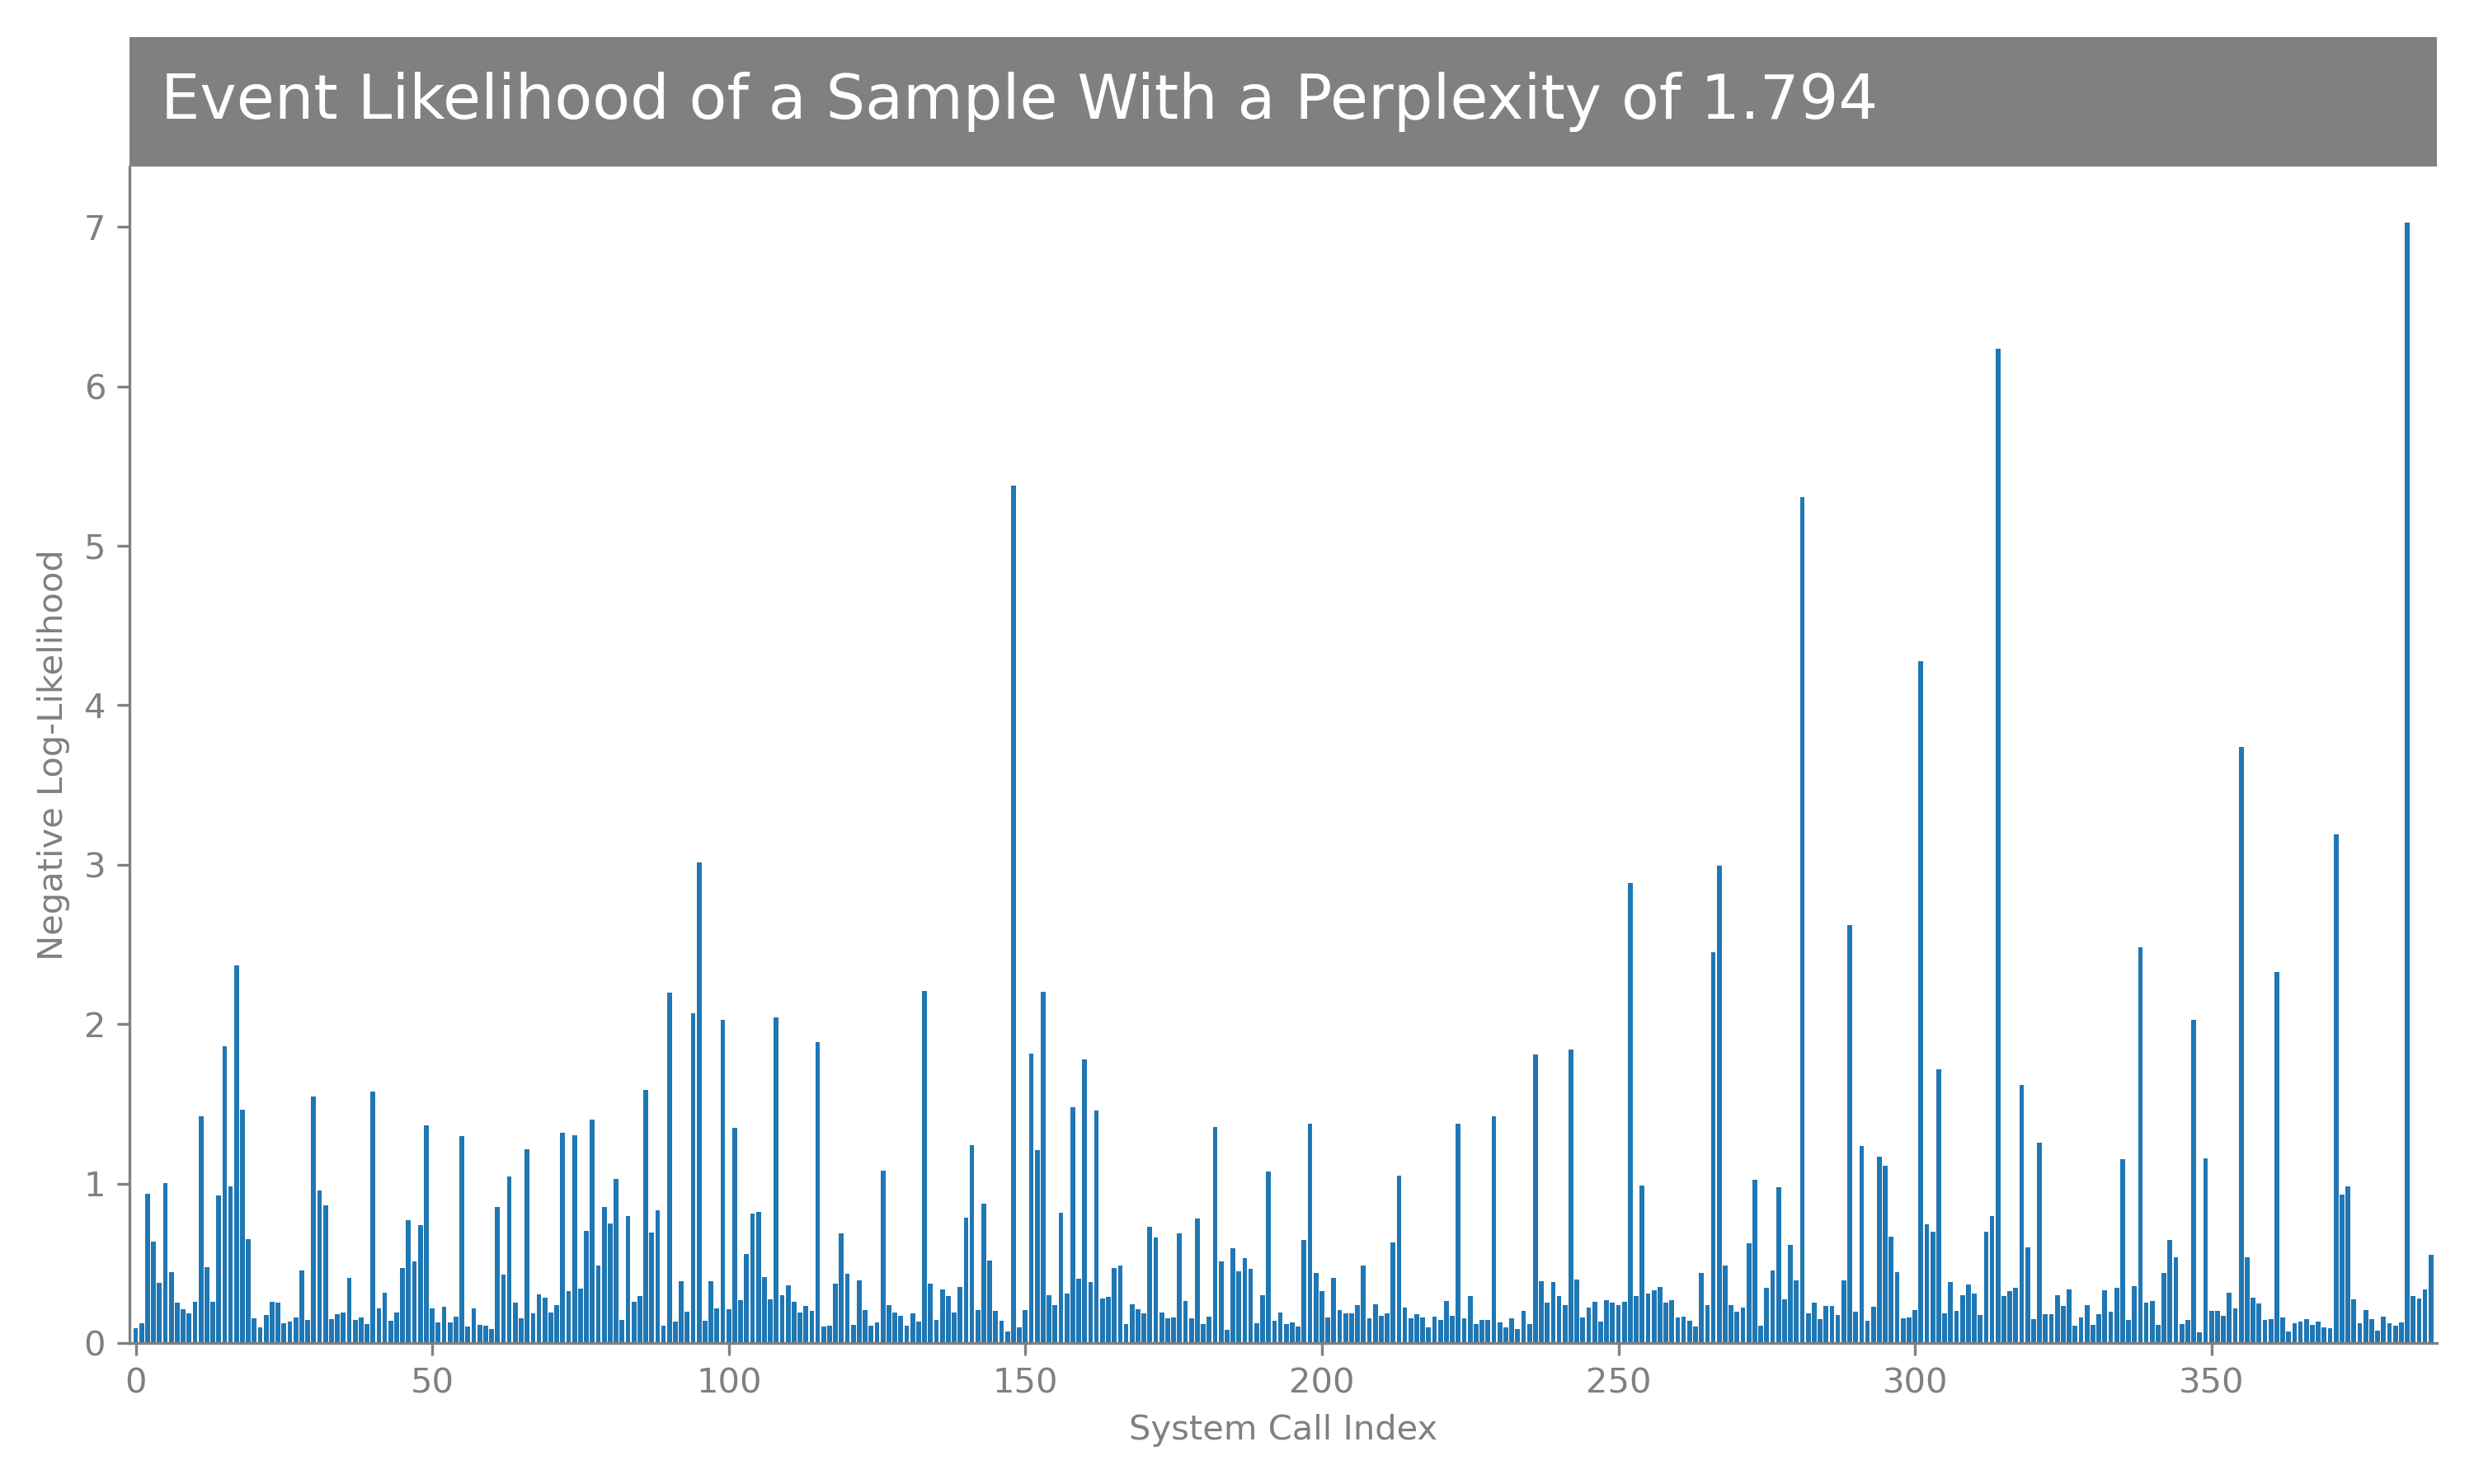 Event Likelihood of a Sample With a Perplexity of 1.794
7
6
5
4
3
2
1
0
Negative Log-Likelihood
0 50 100 150 200 250 300 350
System Call Index